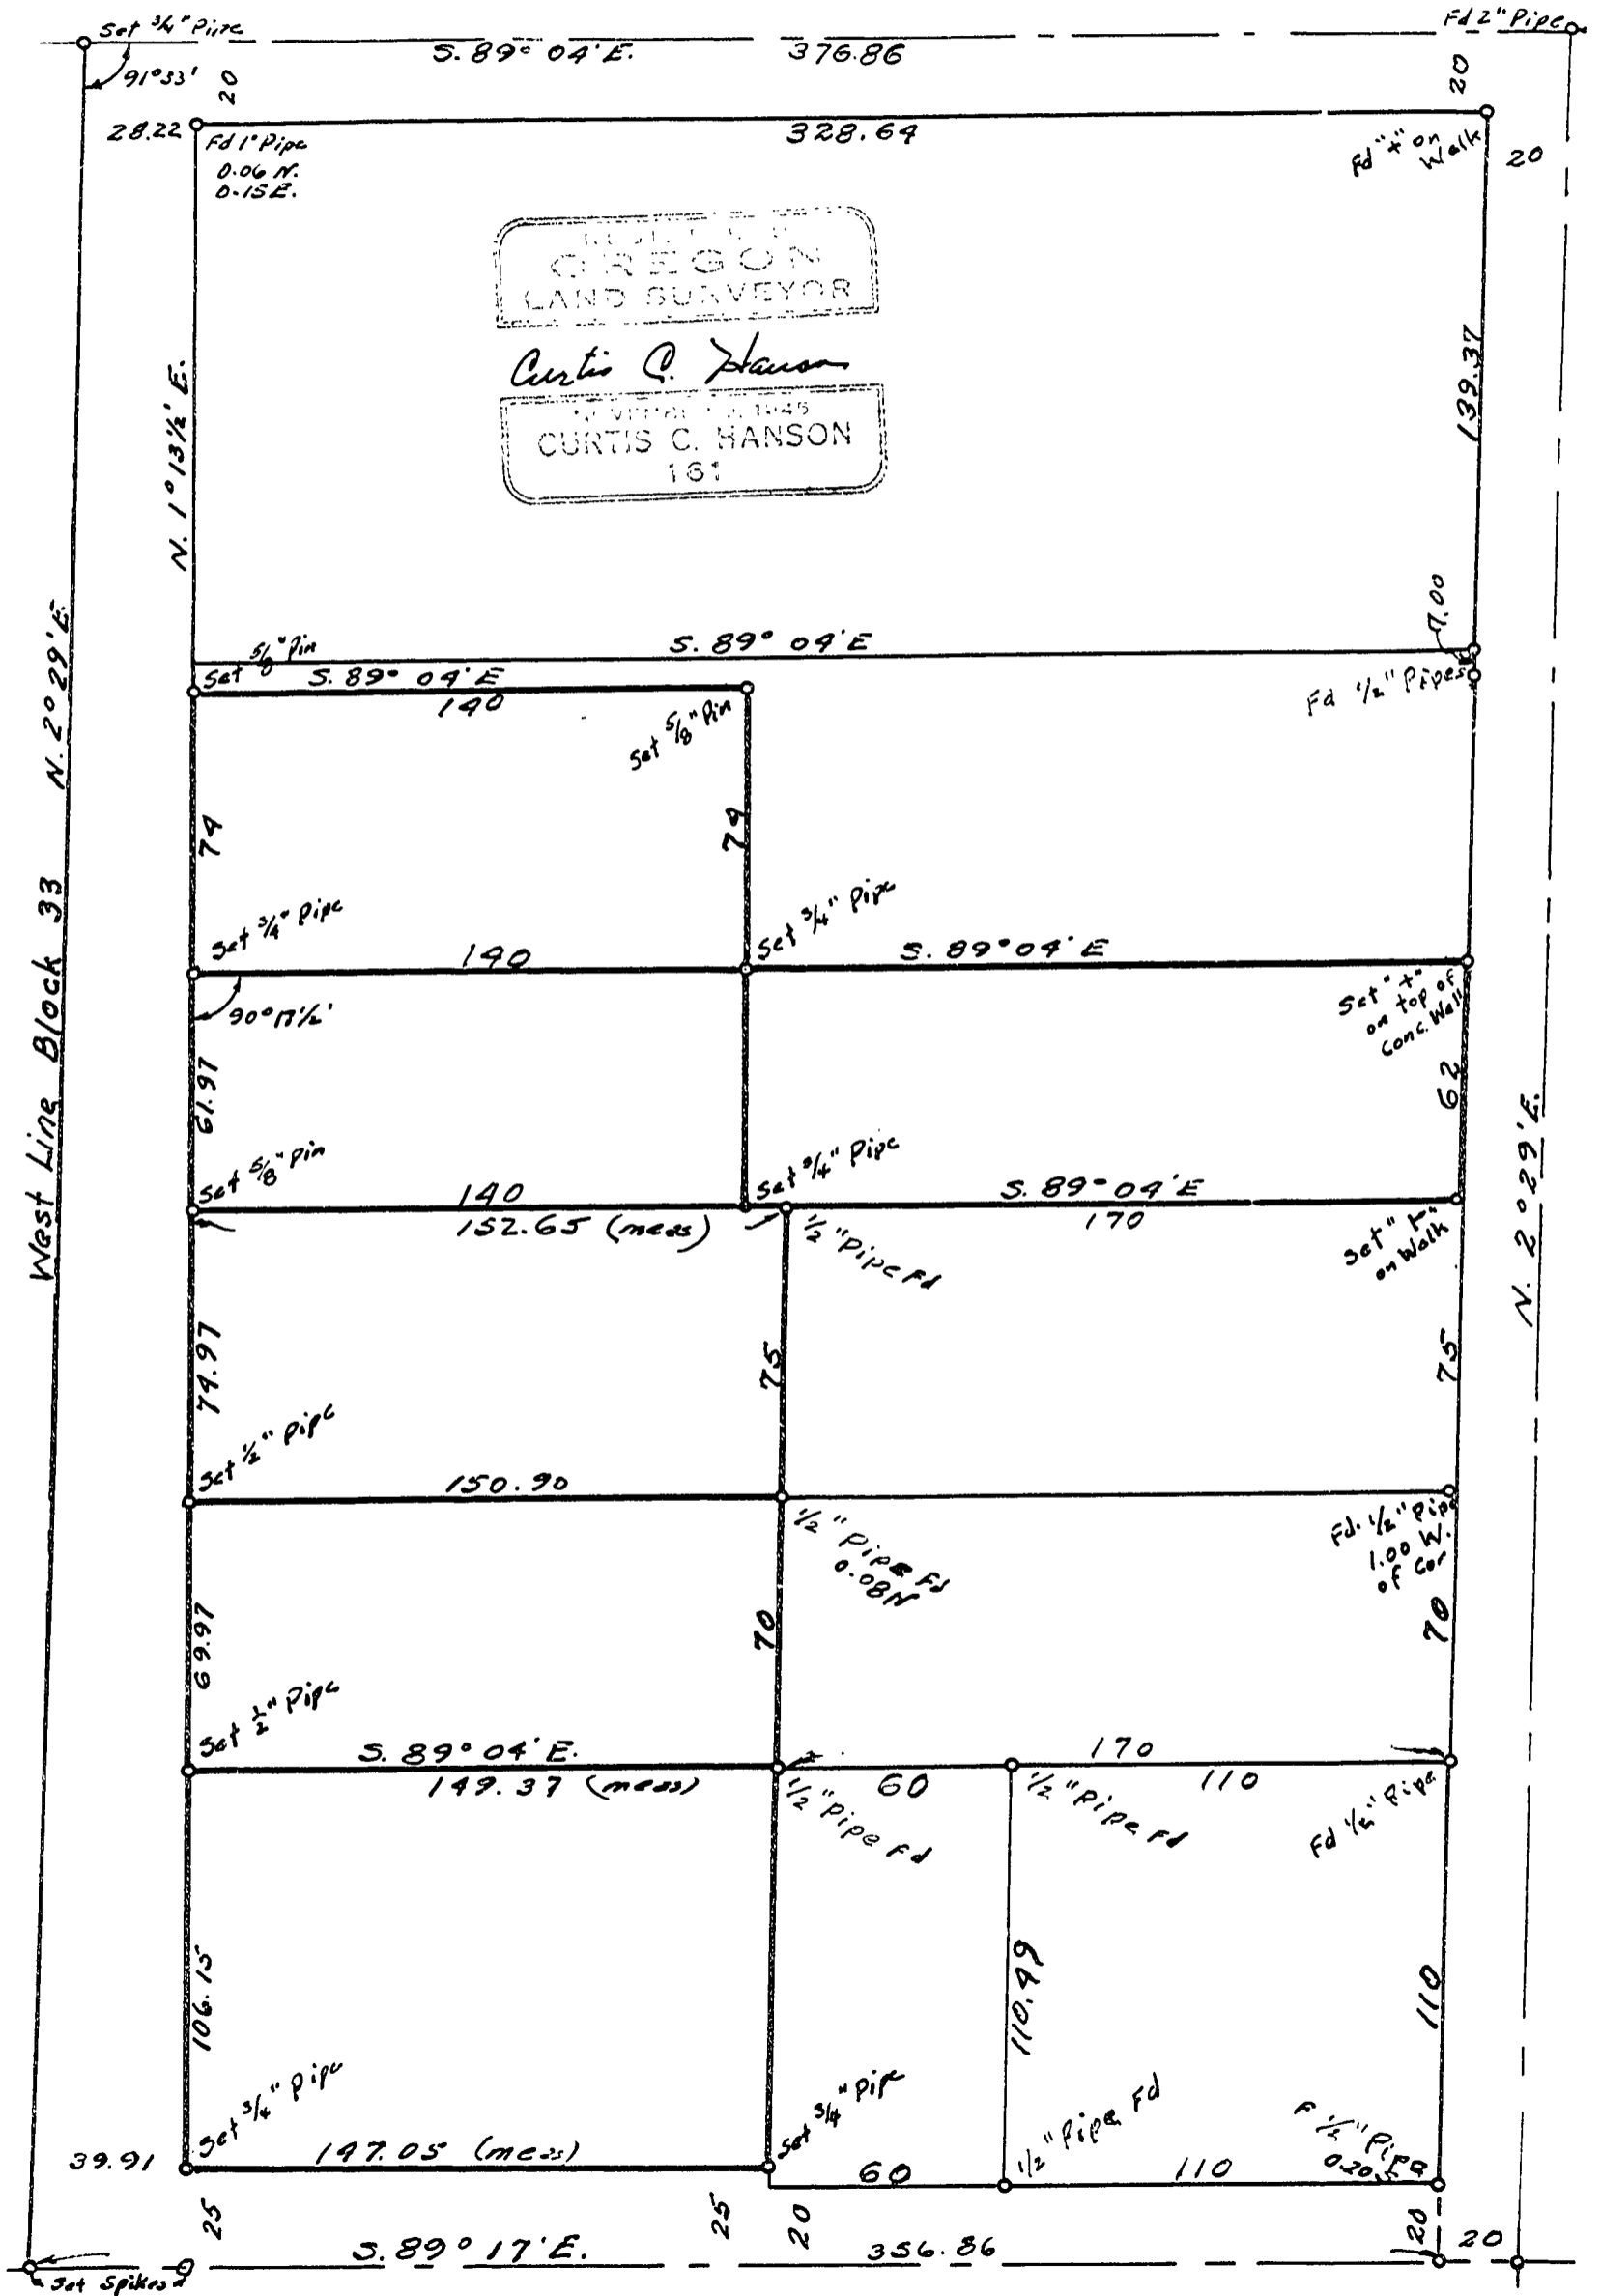 Set 3/4" Pipe
Fd 2" Pipe
S. 89° 04' E. 376.86
91° 33'
20
20
28.22
328.64
Fd 1" Pipe
0.06 N.
0.15 E.
Fd "+" on
Walk
20
OREGON
LAND SURVEYOR
Curtis C. Hanson
CURTIS C. HANSON
161
139.37
N. 1° 13 1/2' E.
7.00
N. 2° 29' E.
S. 89° 04' E
Set 5/8" Pin
S. 89° 04' E
140
Set 5/8" Pin
Fd 1/2" Pipes
74
74
West Line Block 33
Set 3/4" Pipe
140
Set 3/4" Pipe
S. 89° 04' E
90° 17 1/2'
Set "+"
on top of
Conc. Wall
61.97
62
Set 5/8" Pin
140
Set 3/4" Pipe
S. 89° 04' E
152.65 (meas)
170
1/2" Pipe Fd
Set "+"
on Walk
N. 2° 29' E.
74.97
75
75
Set 1/2" Pipe
150.90
1/2" Pipe Fd
0.08 N
Fd. 1/2" Pipe
1.00 W.
of Cor
69.97
70
70
Set 1/2" Pipe
S. 89° 04' E.
149.37 (meas)
60
170
110
1/2" Pipe Fd
1/2" Pipe Fd
Fd 1/2" Pipe
106.15
110.49
110
Set 3/4" Pipe
Set 3/4" Pipe
1/2" Pipe Fd
F 1/2" Pipe
0.20
39.91
147.05 (meas)
60
110
25
25
20
20
20
S. 89° 17' E. 356.86
Set Spikes